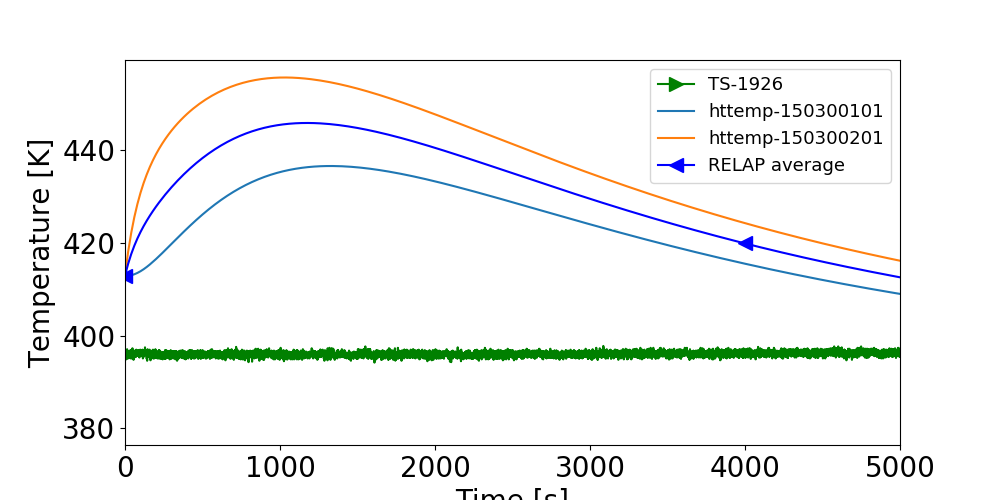 TS-1926
httemp-150300101
httemp-150300201
RELAP average
Temperature [K]
440
420
400
380
0 1000 2000 3000 4000 5000
Time [s]